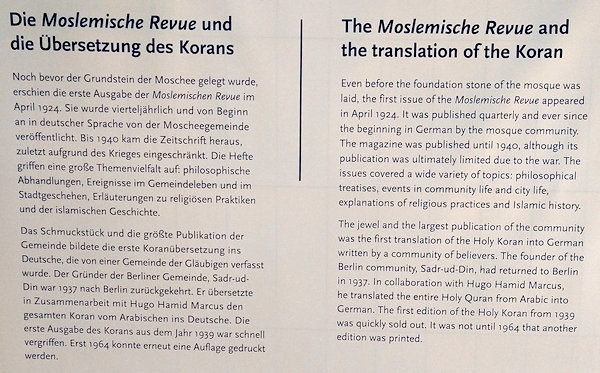 Die Moslemische Revue und
die Übersetzung des Korans
Noch bevor der Grundstein der Moschee gelegt wurde,
erschien die erste Ausgabe der Moslemischen Revue im
April 1924. Sie wurde vierteljährlich und von Beginn
an in deutscher Sprache von der Moscheegemeinde
veröffentlicht. Bis 1940 kam die Zeitschrift heraus,
zuletzt aufgrund des Krieges eingeschränkt. Die Hefte
griffen eine große Themenvielfalt auf: philosophische
Abhandlungen, Ereignisse im Gemeindeleben und im
Stadtgeschehen, Erläuterungen zu religiösen Praktiken
und der islamischen Geschichte.
Das Schmuckstück und die größte Publikation der
Gemeinde bildete die erste Koranübersetzung ins
Deutsche, die von einer Gemeinde der Gläubigen verfasst
wurde. Der Gründer der Berliner Gemeinde, Sadr-ud-
Din war 1937 nach Berlin zurückgekehrt. Er übersetzte
in Zusammenarbeit mit Hugo Hamid Marcus den
gesamten Koran vom Arabischen ins Deutsche. Die
erste Ausgabe des Korans aus dem Jahr 1939 war schnell
vergriffen. Erst 1964 konnte erneut eine Auflage gedruckt
werden.
The Moslemische Revue and
the translation of the Koran
Even before the foundation stone of the mosque was
laid, the first issue of the Moslemische Revue appeared
in April 1924. It was published quarterly and ever since
the beginning in German by the mosque community.
The magazine was published until 1940, although its
publication was ultimately limited due to the war. The
issues covered a wide variety of topics: philosophical
treatises, events in community life and city life,
explanations of religious practices and Islamic history.
The jewel and the largest publication of the community
was the first translation of the Holy Koran into German
written by a community of believers. The founder of the
Berlin community, Sadr-ud-Din, had returned to Berlin
in 1937. In collaboration with Hugo Hamid Marcus,
he translated the entire Holy Quran from Arabic into
German. The first edition of the Holy Koran from 1939
was quickly sold out. It was not until 1964 that another
edition was printed.